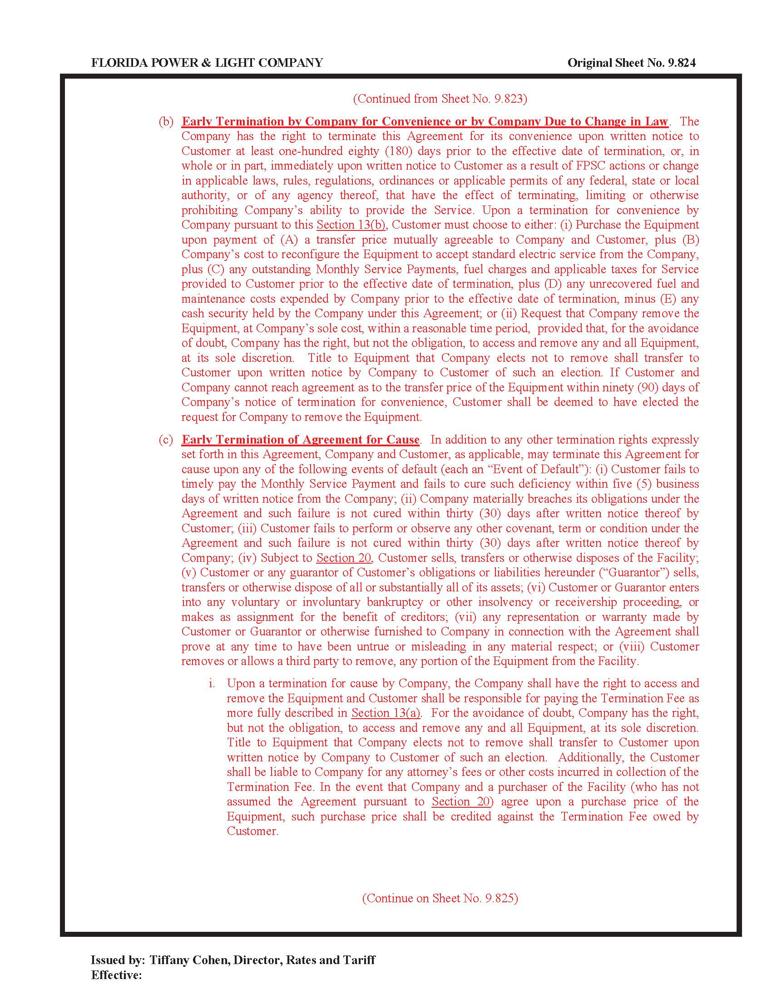 FLORIDA POWER & LIGHT COMPANY Original Sheet No. 9.824
(Continued from Sheet No. 9.823)
(b) Early Termination by Company for Convenience or by Company Due to Change in Law. The
Company has the right to terminate this Agreement for its convenience upon written notice to
Customer at least one-hundred eighty (180) days prior to the effective date of termination, or, in
whole or in part, immediately upon written notice to Customer as a result of FPSC actions or change
in applicable laws, rules, regulations, ordinances or applicable permits of any federal, state or local
authority, or of any agency thereof, that have the effect of terminating, limiting or otherwise
prohibiting Company’s ability to provide the Service. Upon a termination for convenience by
Company pursuant to this Section 13(b), Customer must choose to either: (i) Purchase the Equipment
upon payment of (A) a transfer price mutually agreeable to Company and Customer, plus (B)
Company’s cost to reconfigure the Equipment to accept standard electric service from the Company,
plus (C) any outstanding Monthly Service Payments, fuel charges and applicable taxes for Service
provided to Customer prior to the effective date of termination, plus (D) any unrecovered fuel and
maintenance costs expended by Company prior to the effective date of termination, minus (E) any
cash security held by the Company under this Agreement; or (ii) Request that Company remove the
Equipment, at Company’s sole cost, within a reasonable time period, provided that, for the avoidance
of doubt, Company has the right, but not the obligation, to access and remove any and all Equipment,
at its sole discretion. Title to Equipment that Company elects not to remove shall transfer to
Customer upon written notice by Company to Customer of such an election. If Customer and
Company cannot reach agreement as to the transfer price of the Equipment within ninety (90) days of
Company’s notice of termination for convenience, Customer shall be deemed to have elected the
request for Company to remove the Equipment.
(c) Early Termination of Agreement for Cause. In addition to any other termination rights expressly
set forth in this Agreement, Company and Customer, as applicable, may terminate this Agreement for
cause upon any of the following events of default (each an “Event of Default”): (i) Customer fails to
timely pay the Monthly Service Payment and fails to cure such deficiency within five (5) business
days of written notice from the Company; (ii) Company materially breaches its obligations under the
Agreement and such failure is not cured within thirty (30) days after written notice thereof by
Customer; (iii) Customer fails to perform or observe any other covenant, term or condition under the
Agreement and such failure is not cured within thirty (30) days after written notice thereof by
Company; (iv) Subject to Section 20, Customer sells, transfers or otherwise disposes of the Facility;
(v) Customer or any guarantor of Customer’s obligations or liabilities hereunder (“Guarantor”) sells,
transfers or otherwise dispose of all or substantially all of its assets; (vi) Customer or Guarantor enters
into any voluntary or involuntary bankruptcy or other insolvency or receivership proceeding, or
makes as assignment for the benefit of creditors; (vii) any representation or warranty made by
Customer or Guarantor or otherwise furnished to Company in connection with the Agreement shall
prove at any time to have been untrue or misleading in any material respect; or (viii) Customer
removes or allows a third party to remove, any portion of the Equipment from the Facility.
i. Upon a termination for cause by Company, the Company shall have the right to access and
remove the Equipment and Customer shall be responsible for paying the Termination Fee as
more fully described in Section 13(a). For the avoidance of doubt, Company has the right,
but not the obligation, to access and remove any and all Equipment, at its sole discretion.
Title to Equipment that Company elects not to remove shall transfer to Customer upon
written notice by Company to Customer of such an election. Additionally, the Customer
shall be liable to Company for any attorney’s fees or other costs incurred in collection of the
Termination Fee. In the event that Company and a purchaser of the Facility (who has not
assumed the Agreement pursuant to Section 20) agree upon a purchase price of the
Equipment, such purchase price shall be credited against the Termination Fee owed by
Customer.
(Continue on Sheet No. 9.825)
Issued by: Tiffany Cohen, Director, Rates and Tariff
Effective: